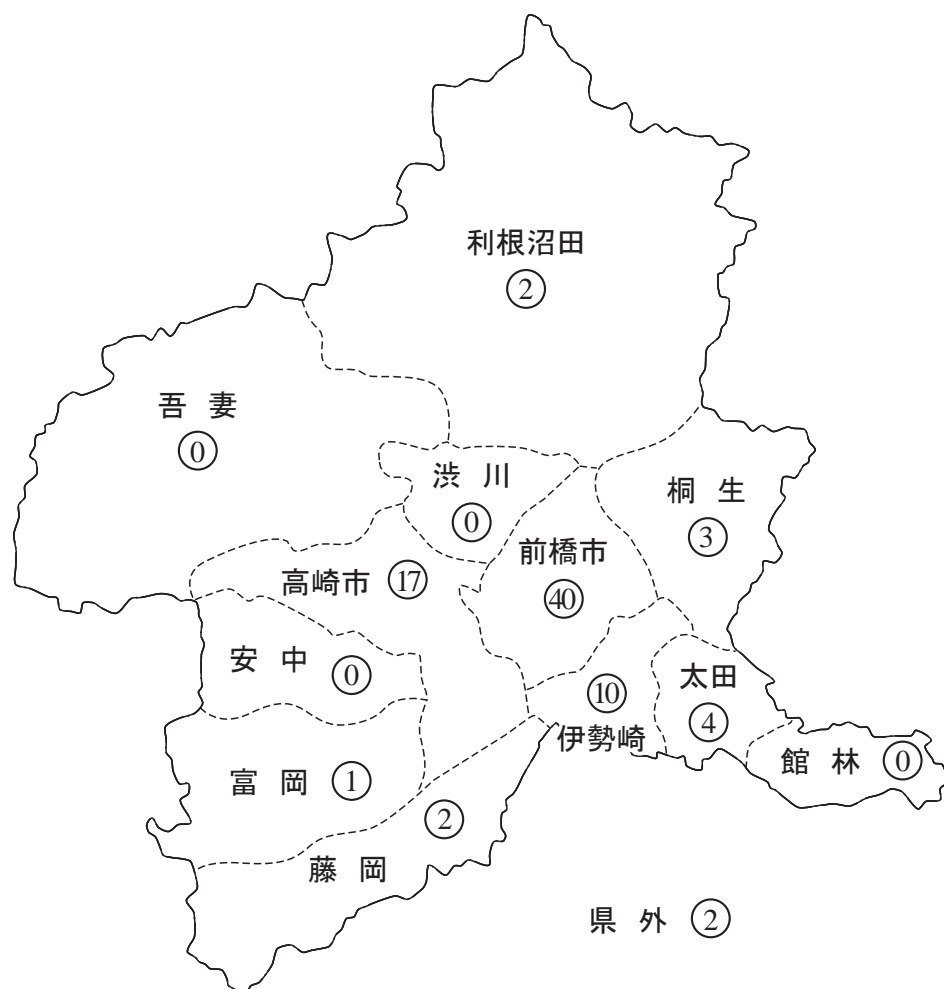 利根沼田
②
吾 妻
⓪
渋 川
⓪
桐 生
③
前橋市
㊵
高崎市 ⑰
安 中 ⓪
⑩
伊勢崎
太田
④
館 林 ⓪
富 岡 ①
②
藤 岡
県 外 ②